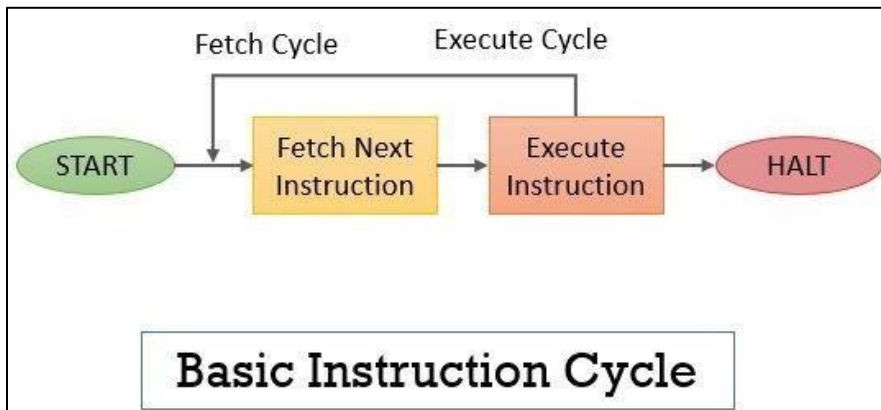 Fetch Cycle
Execute Cycle
START
Fetch Next
Instruction
Execute
Instruction
HALT
Basic Instruction Cycle